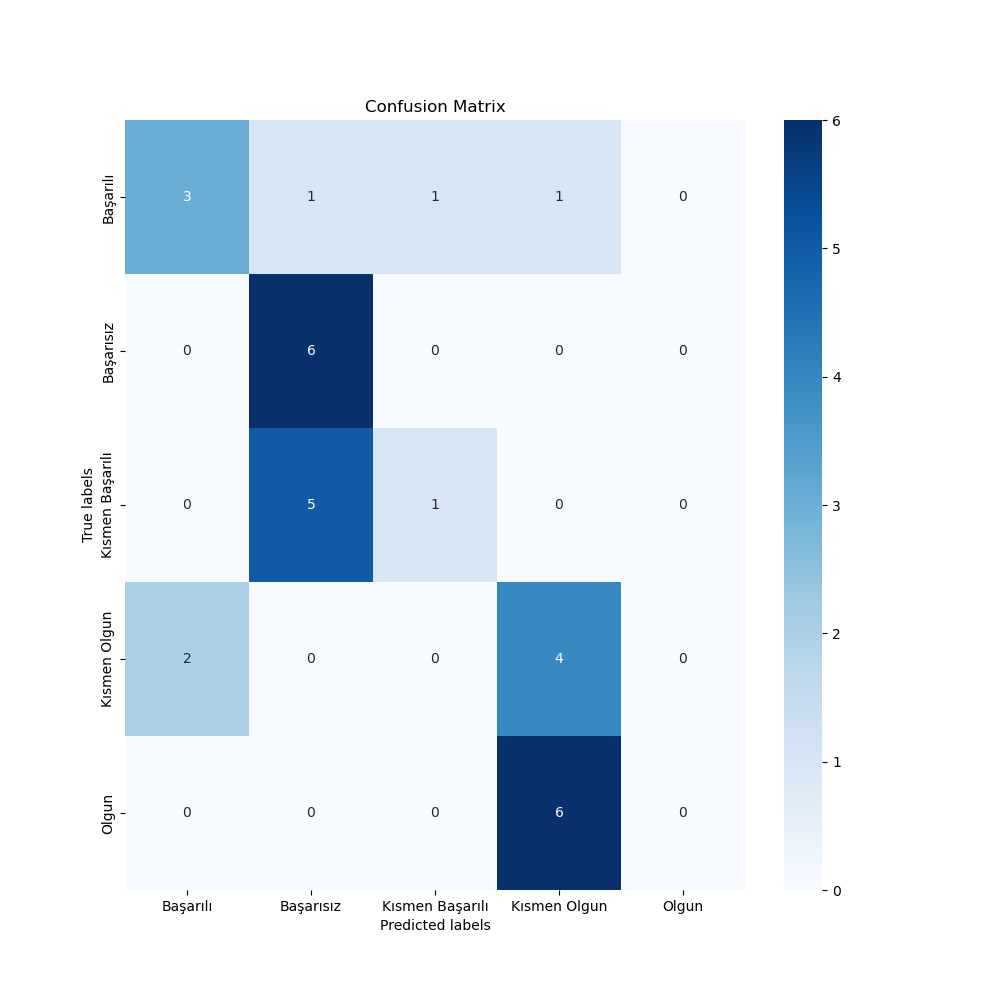 Confusion Matrix
True labels
Başarılı
3 1 1 1 0
Başarısız
0 6 0 0 0
Kısmen Başarılı
0 5 1 0 0
Kısmen Olgun
2 0 0 4 0
Olgun
0 0 0 6 0
Başarılı Başarısız Kısmen Başarılı Kısmen Olgun Olgun
Predicted labels
6
5
4
3
2
1
0